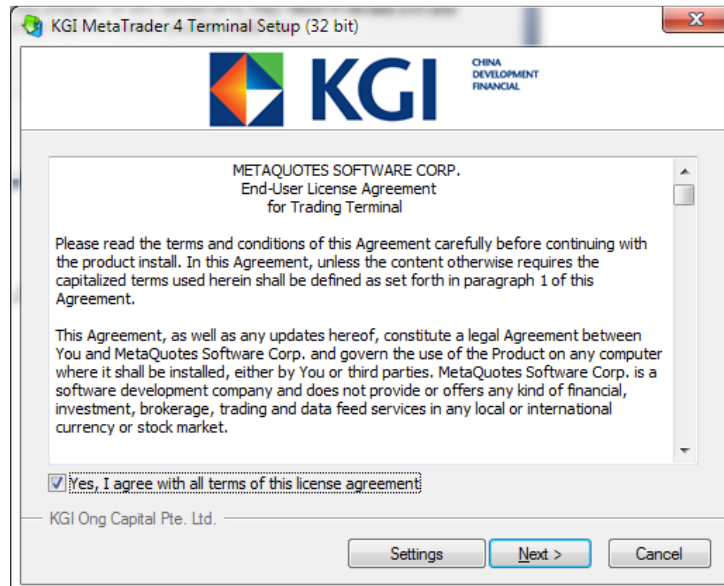 KGI MetaTrader 4 Terminal Setup (32 bit)
KGI
CHINA
DEVELOPMENT
FINANCIAL
METAQUOTES SOFTWARE CORP.
End-User License Agreement
for Trading Terminal
Please read the terms and conditions of this Agreement carefully before continuing with
the product install. In this Agreement, unless the content otherwise requires the
capitalized terms used herein shall be defined as set forth in paragraph 1 of this
Agreement.
This Agreement, as well as any updates hereof, constitute a legal Agreement between
You and MetaQuotes Software Corp. and govern the use of the Product on any computer
where it shall be installed, either by You or third parties. MetaQuotes Software Corp. is a
software development company and does not provide or offers any kind of financial,
investment, brokerage, trading and data feed services in any local or international
currency or stock market.
Yes, I agree with all terms of this license agreement
KGI Ong Capital Pte. Ltd.
Settings
Next >
Cancel